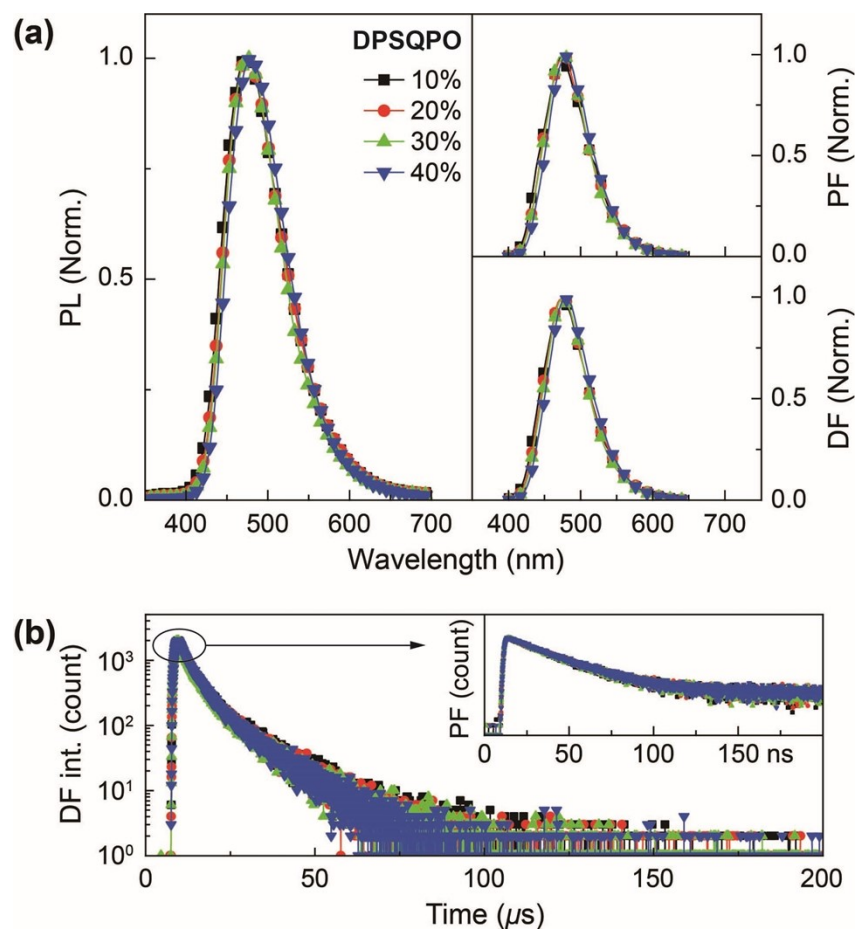 (a)
DPSQPO
10%
20%
30%
40%
PL (Norm.)
1.0
0.5
0.0
400 500 600 700
PF (Norm.)
1.0
0.5
0.0
DF (Norm.)
1.0
0.5
0.0
400 500 600 700
Wavelength (nm)
(b)
DF int. (count)
10³
10²
10¹
10⁰
0 50 100 150 200
Time (µs)
PF (count)
0 50 100 150 ns